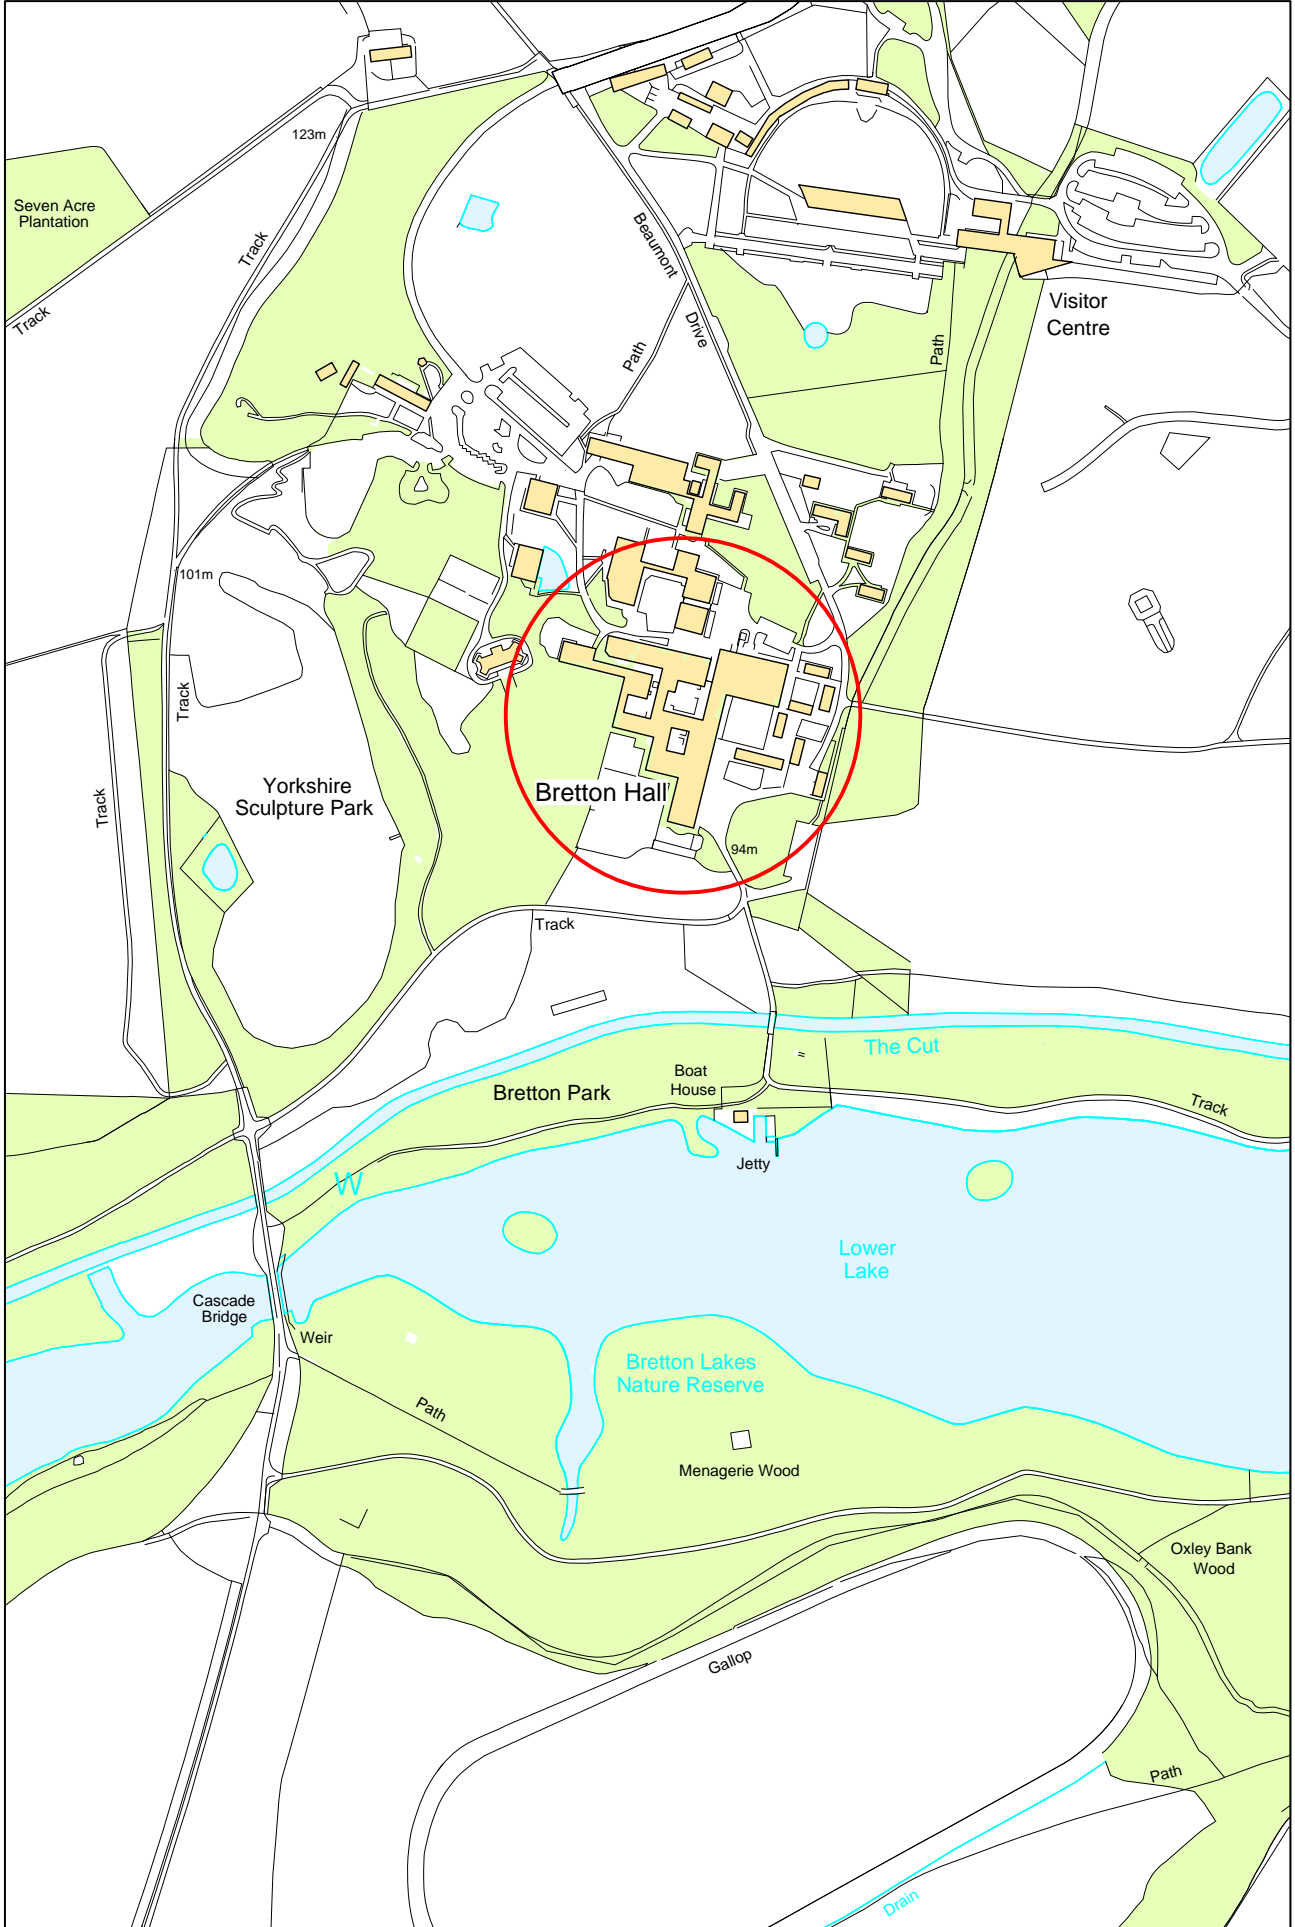 123m
Seven Acre
Plantation
Track
Track
Beaumont
Drive
Path
Path
Visitor
Centre
101m
Track
Track
Yorkshire
Sculpture Park
Bretton Hall
94m
Track
The Cut
Boat
House
Bretton Park
Track
Jetty
W
Lower
Lake
Cascade
Bridge
Weir
Bretton Lakes
Nature Reserve
Path
Menagerie Wood
Oxley Bank
Wood
Gallop
Path
Drain